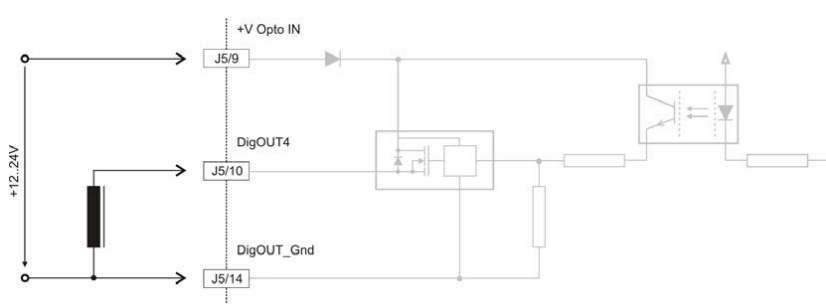 +V Opto IN
J5/9
DigOUT4
J5/10
+12..24V
DigOUT_Gnd
J5/14